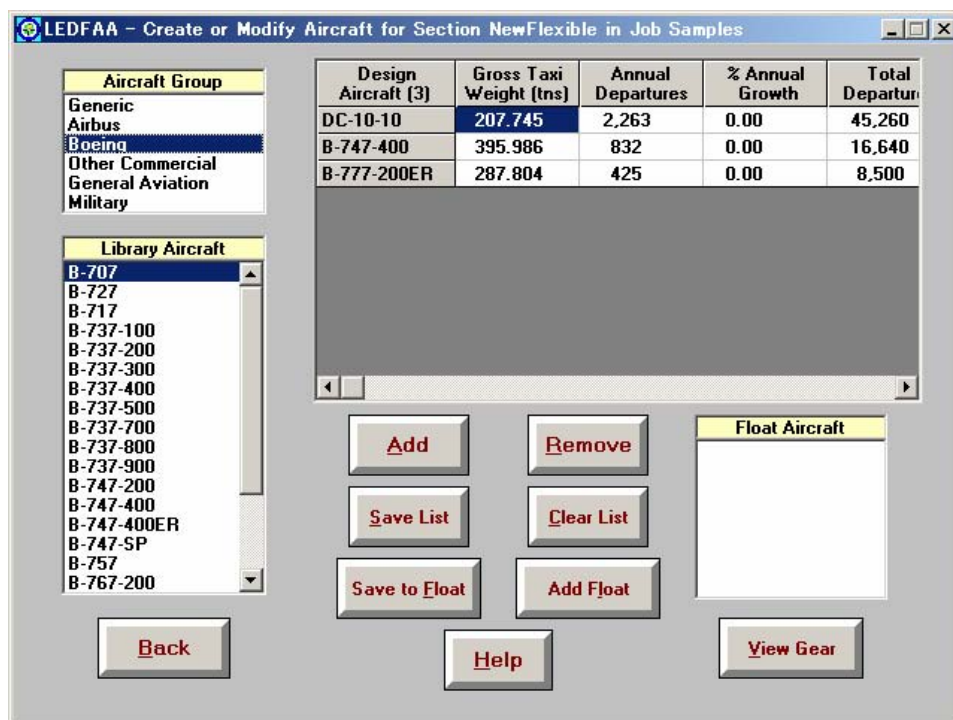 LEDFAA - Create or Modify Aircraft for Section NewFlexible in Job Samples
Aircraft Group
Generic
Airbus
Boeing
Other Commercial
General Aviation
Military
Library Aircraft
B-707
B-727
B-717
B-737-100
B-737-200
B-737-300
B-737-400
B-737-500
B-737-700
B-737-800
B-737-900
B-747-200
B-747-400
B-747-400ER
B-747-SP
B-757
B-767-200
Back
Design Aircraft (3) Gross Taxi Weight (tns) Annual Departures % Annual Growth Total Departur
DC-10-10 207.745 2,263 0.00 45,260
B-747-400 395.986 832 0.00 16,640
B-777-200ER 287.804 425 0.00 8,500
Add
Remove
Save List
Clear List
Save to Float
Add Float
Help
Float Aircraft
View Gear